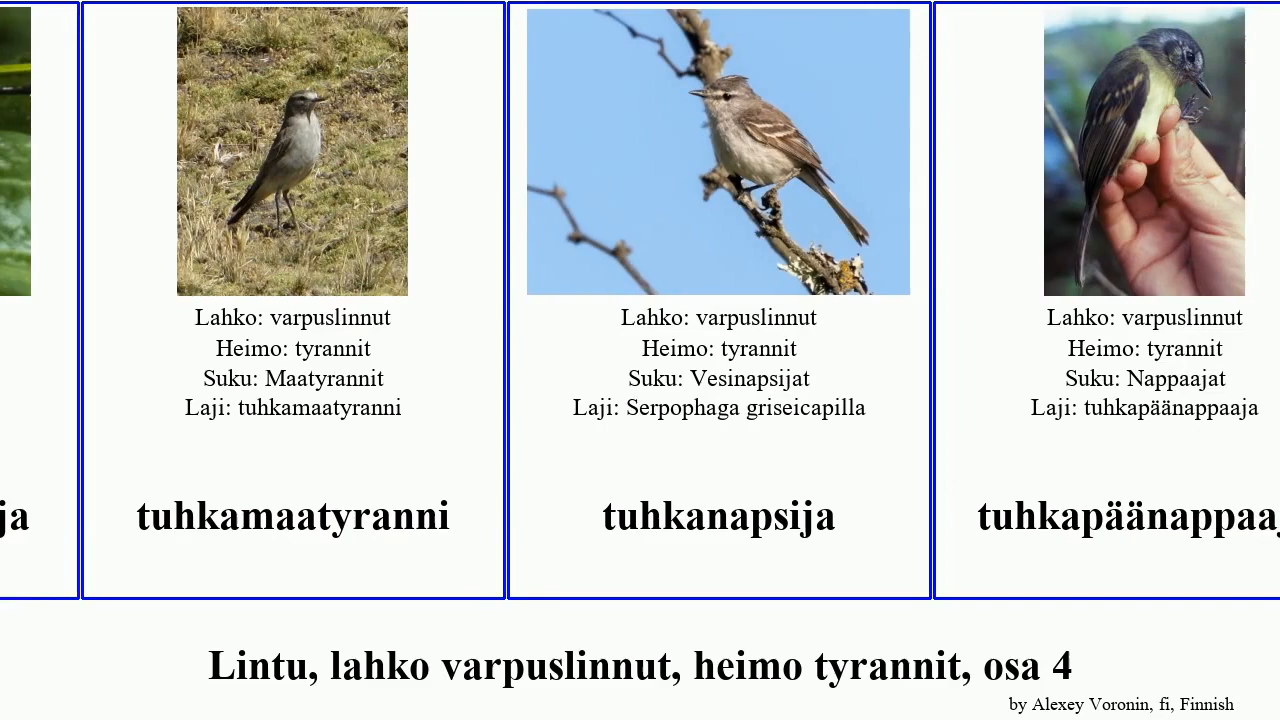 Lahko: varpuslinnut
Heimo: tyrannit
Suku: Maatyrannit
Laji: tuhkamaatyranni
Lahko: varpuslinnut
Heimo: tyrannit
Suku: Vesinapsijat
Laji: Serpophaga griseicapilla
Lahko: varpuslinnut
Heimo: tyrannit
Suku: Nappaajat
Laji: tuhkapäänappaaja
ja
tuhkamaatyranni
tuhkanapsija
tuhkapäänappaaj
Lintu, lahko varpuslinnut, heimo tyrannit, osa 4
by Alexey Voronin, fi, Finnish